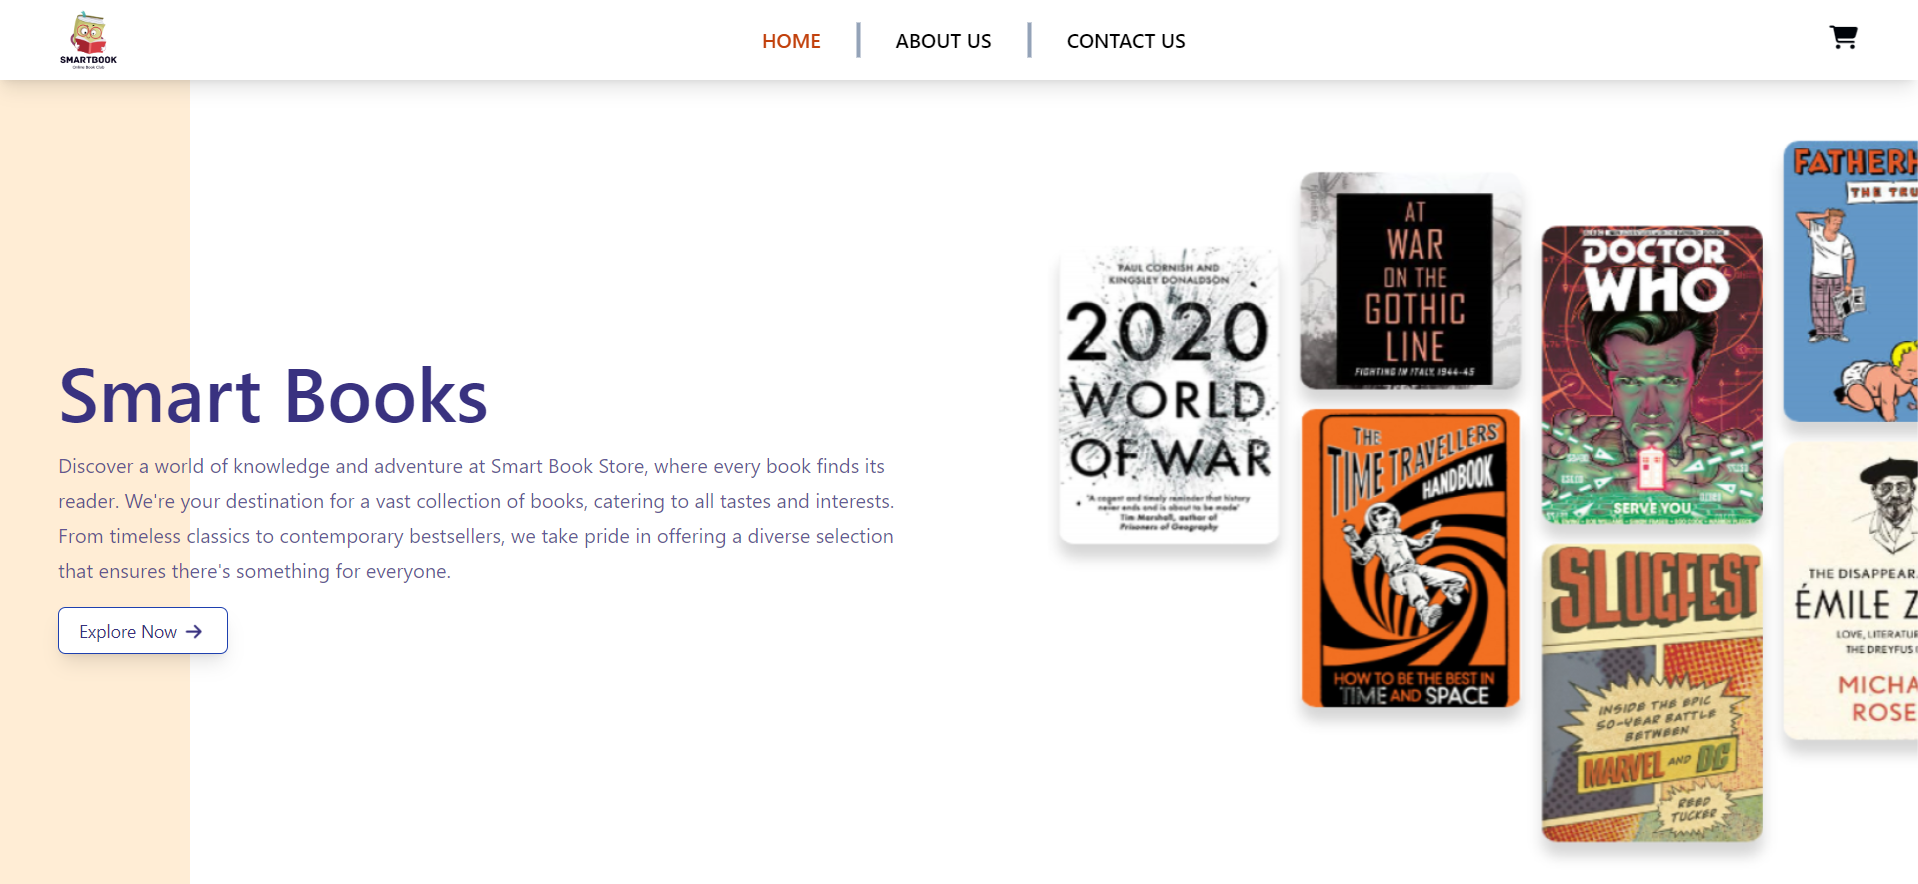 SMARTBOOK
Online Book Club
HOME
ABOUT US
CONTACT US
Smart Books
Discover a world of knowledge and adventure at Smart Book Store, where every book finds its
reader. We're your destination for a vast collection of books, catering to all tastes and interests.
From timeless classics to contemporary bestsellers, we take pride in offering a diverse selection
that ensures there's something for everyone.
Explore Now
PAUL CORNISH AND
KINGSLEY DONALDSON
2020
WORLD
OF WAR
"A cogent and timely reminder that history
never ends and is about to be made"
Tim Marshall, author of
Prisoners of Geography
AT
WAR
ON THE
GOTHIC
LINE
FIGHTING IN ITALY, 1944-45
THE
TIME TRAVELLERS'
HANDBOOK
HOW TO BE THE BEST IN
TIME AND SPACE
DOCTOR
WHO
SERVE YOU
SLUGFEST
INSIDE THE EPIC
50-YEAR BATTLE
BETWEEN
MARVEL AND DC
REED
TUCKER
FATHERH
THE TRU
THE DISAPPEAR
ÉMILE Z
LOVE, LITERATU
THE DREYFUS
MICHA
ROSE